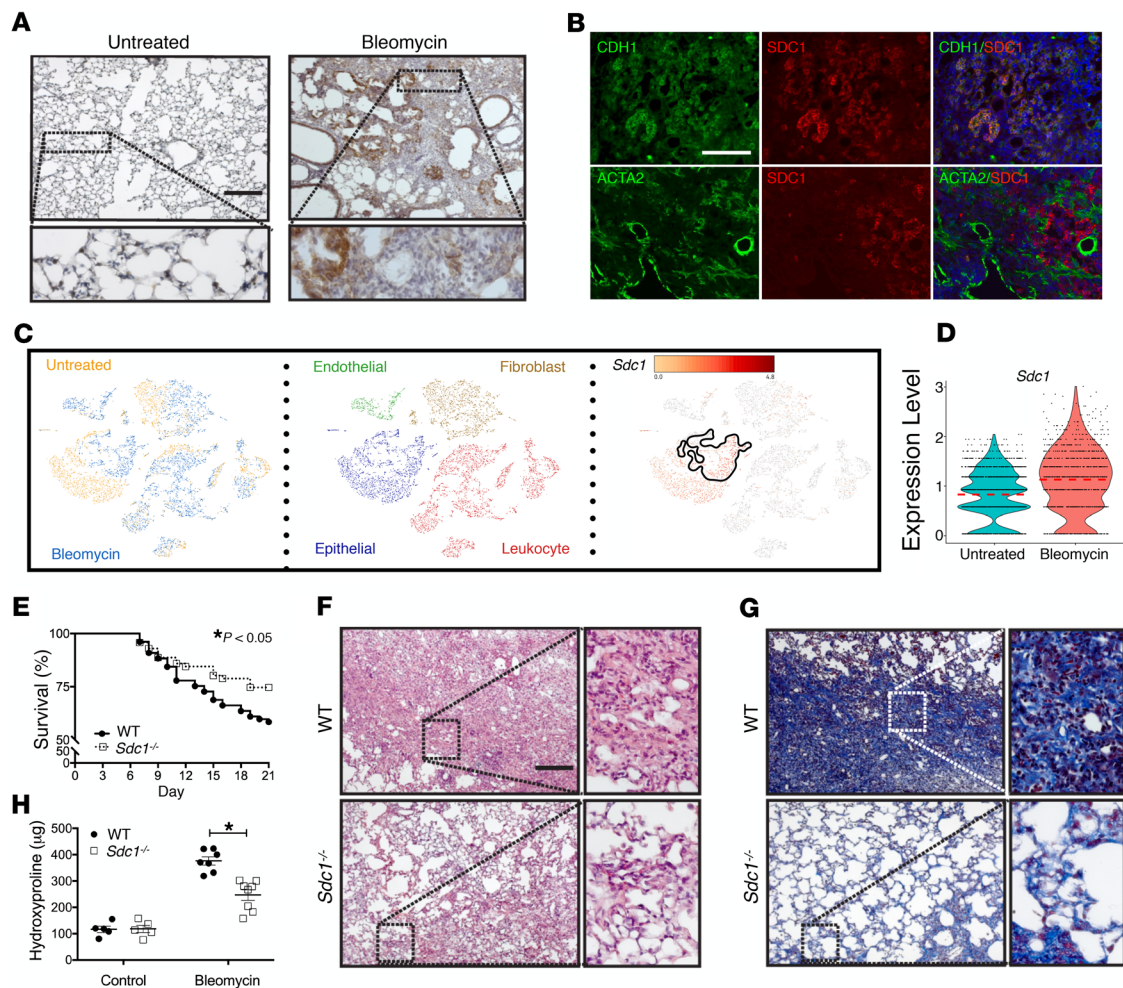 A
Untreated
Bleomycin
B
CDH1
SDC1
CDH1/SDC1
ACTA2
SDC1
ACTA2/SDC1
C
Untreated
Bleomycin
Endothelial
Fibroblast
Epithelial
Leukocyte
Sdc1
0.0
4.8
D
Sdc1
Expression Level
3
2
1
0
Untreated
Bleomycin
E
Survival (%)
100
75
50
50
0
*P < 0.05
WT
Sdc1-/-
0 3 6 9 12 15 18 21
Day
F
WT
Sdc1-/-
G
WT
Sdc1-/-
H
Hydroxyproline (µg)
500
400
300
200
100
0
WT
Sdc1-/-
*
Control
Bleomycin